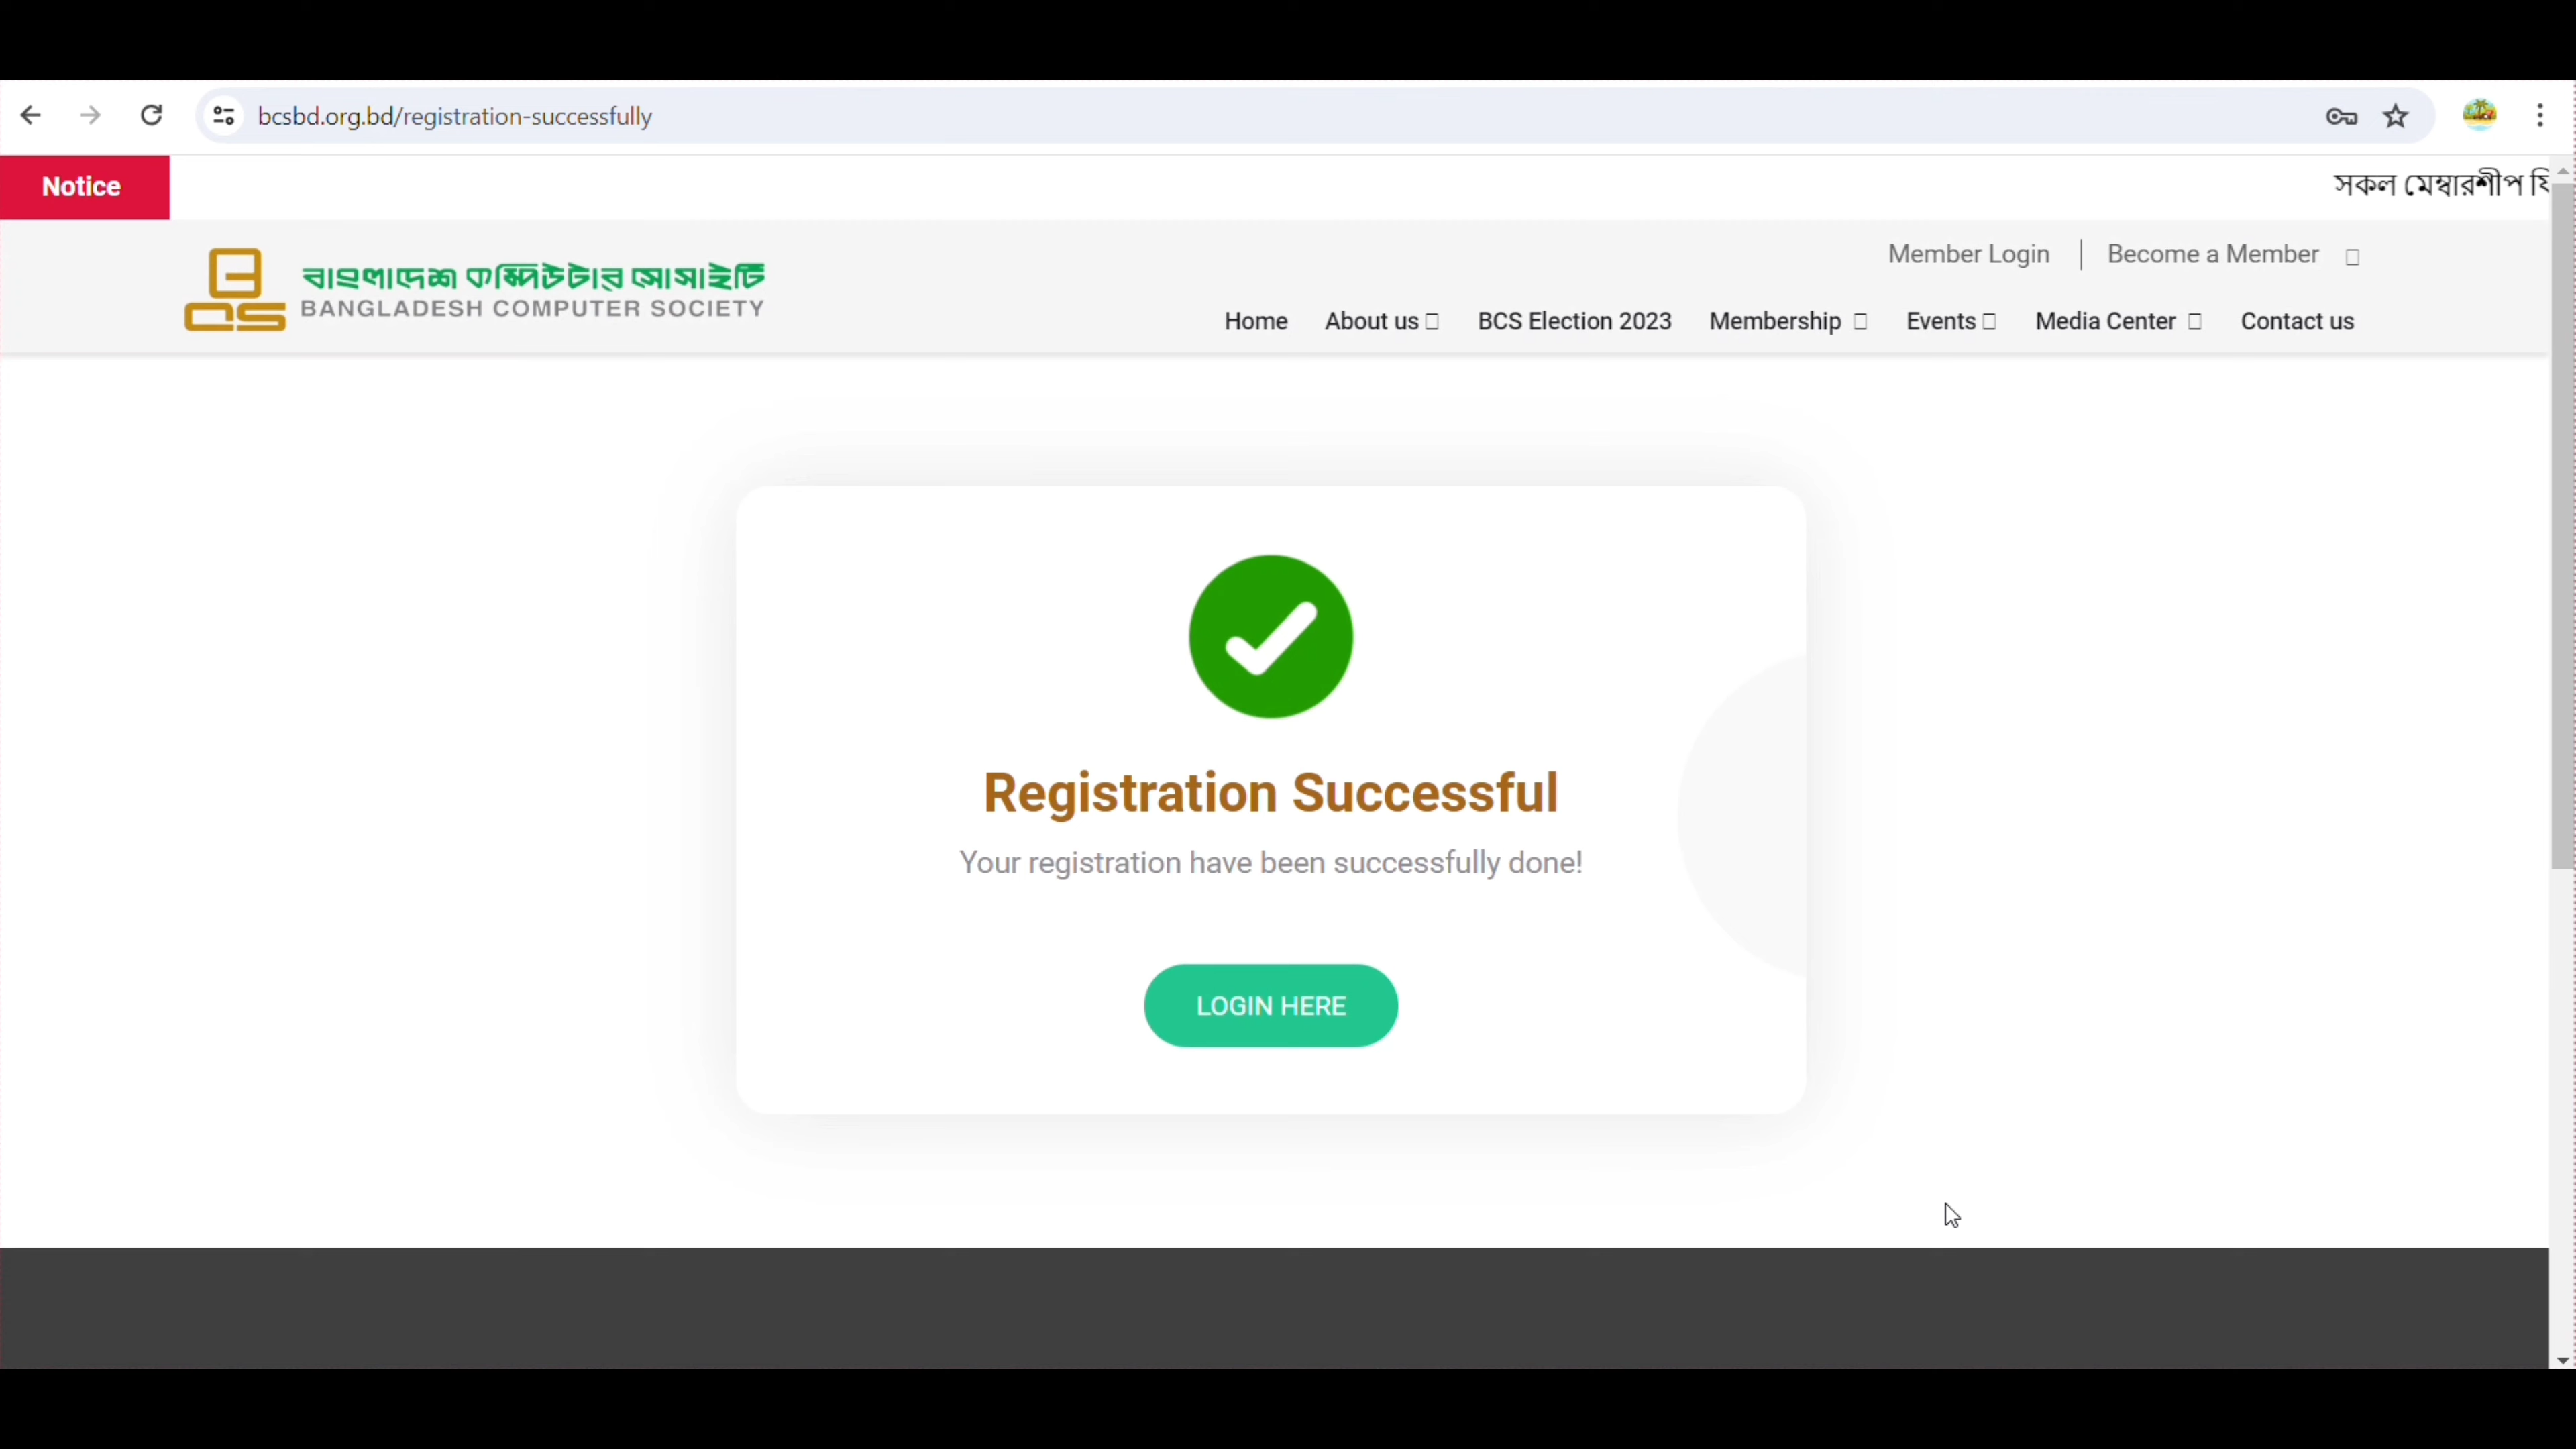 bcsbd.org.bd/registration-successfully
Notice
সকল মেম্বারশীপ
Member Login
Become a Member
বাংলাদেশ কম্পিউটার সোসাইটি
BANGLADESH COMPUTER SOCIETY
Home About us BCS Election 2023 Membership Events Media Center Contact us
Registration Successful
Your registration have been successfully done!
LOGIN HERE